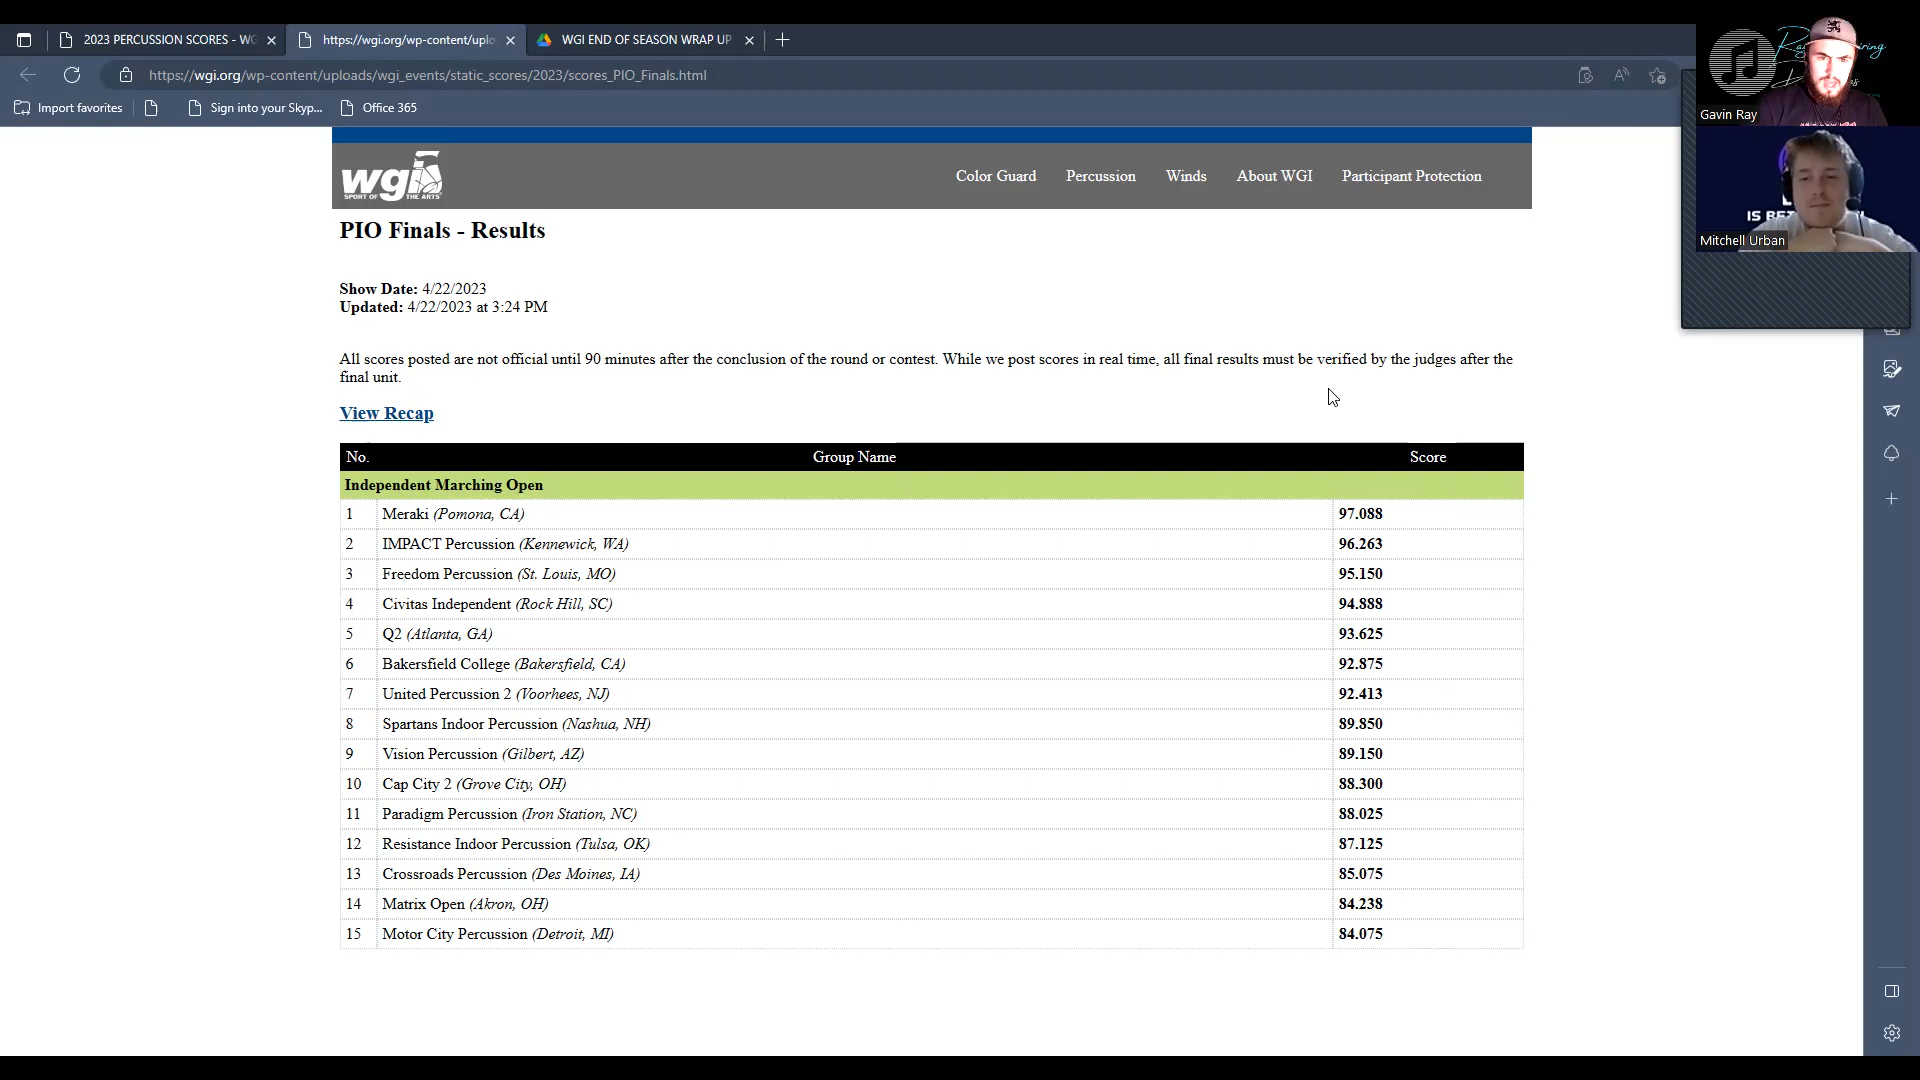 2023 PERCUSSION SCORES - WG
https://wgi.org/wp-content/uplo
WGI END OF SEASON WRAP UP
https://wgi.org/wp-content/uploads/wgi_events/static_scores/2023/scores_PIO_Finals.html
Import favorites
Sign into your Skyp...
Office 365
Gavin Ray
IS BE
Mitchell Urban
wgi
SPORT OF THE ARTS
Color Guard Percussion Winds About WGI Participant Protection
PIO Finals - Results
Show Date: 4/22/2023
Updated: 4/22/2023 at 3:24 PM
All scores posted are not official until 90 minutes after the conclusion of the round or contest. While we post scores in real time, all final results must be verified by the judges after the
final unit.
View Recap
No. Group Name Score
Independent Marching Open
1 Meraki (Pomona, CA) 97.088
2 IMPACT Percussion (Kennewick, WA) 96.263
3 Freedom Percussion (St. Louis, MO) 95.150
4 Civitas Independent (Rock Hill, SC) 94.888
5 Q2 (Atlanta, GA) 93.625
6 Bakersfield College (Bakersfield, CA) 92.875
7 United Percussion 2 (Voorhees, NJ) 92.413
8 Spartans Indoor Percussion (Nashua, NH) 89.850
9 Vision Percussion (Gilbert, AZ) 89.150
10 Cap City 2 (Grove City, OH) 88.300
11 Paradigm Percussion (Iron Station, NC) 88.025
12 Resistance Indoor Percussion (Tulsa, OK) 87.125
13 Crossroads Percussion (Des Moines, IA) 85.075
14 Matrix Open (Akron, OH) 84.238
15 Motor City Percussion (Detroit, MI) 84.075